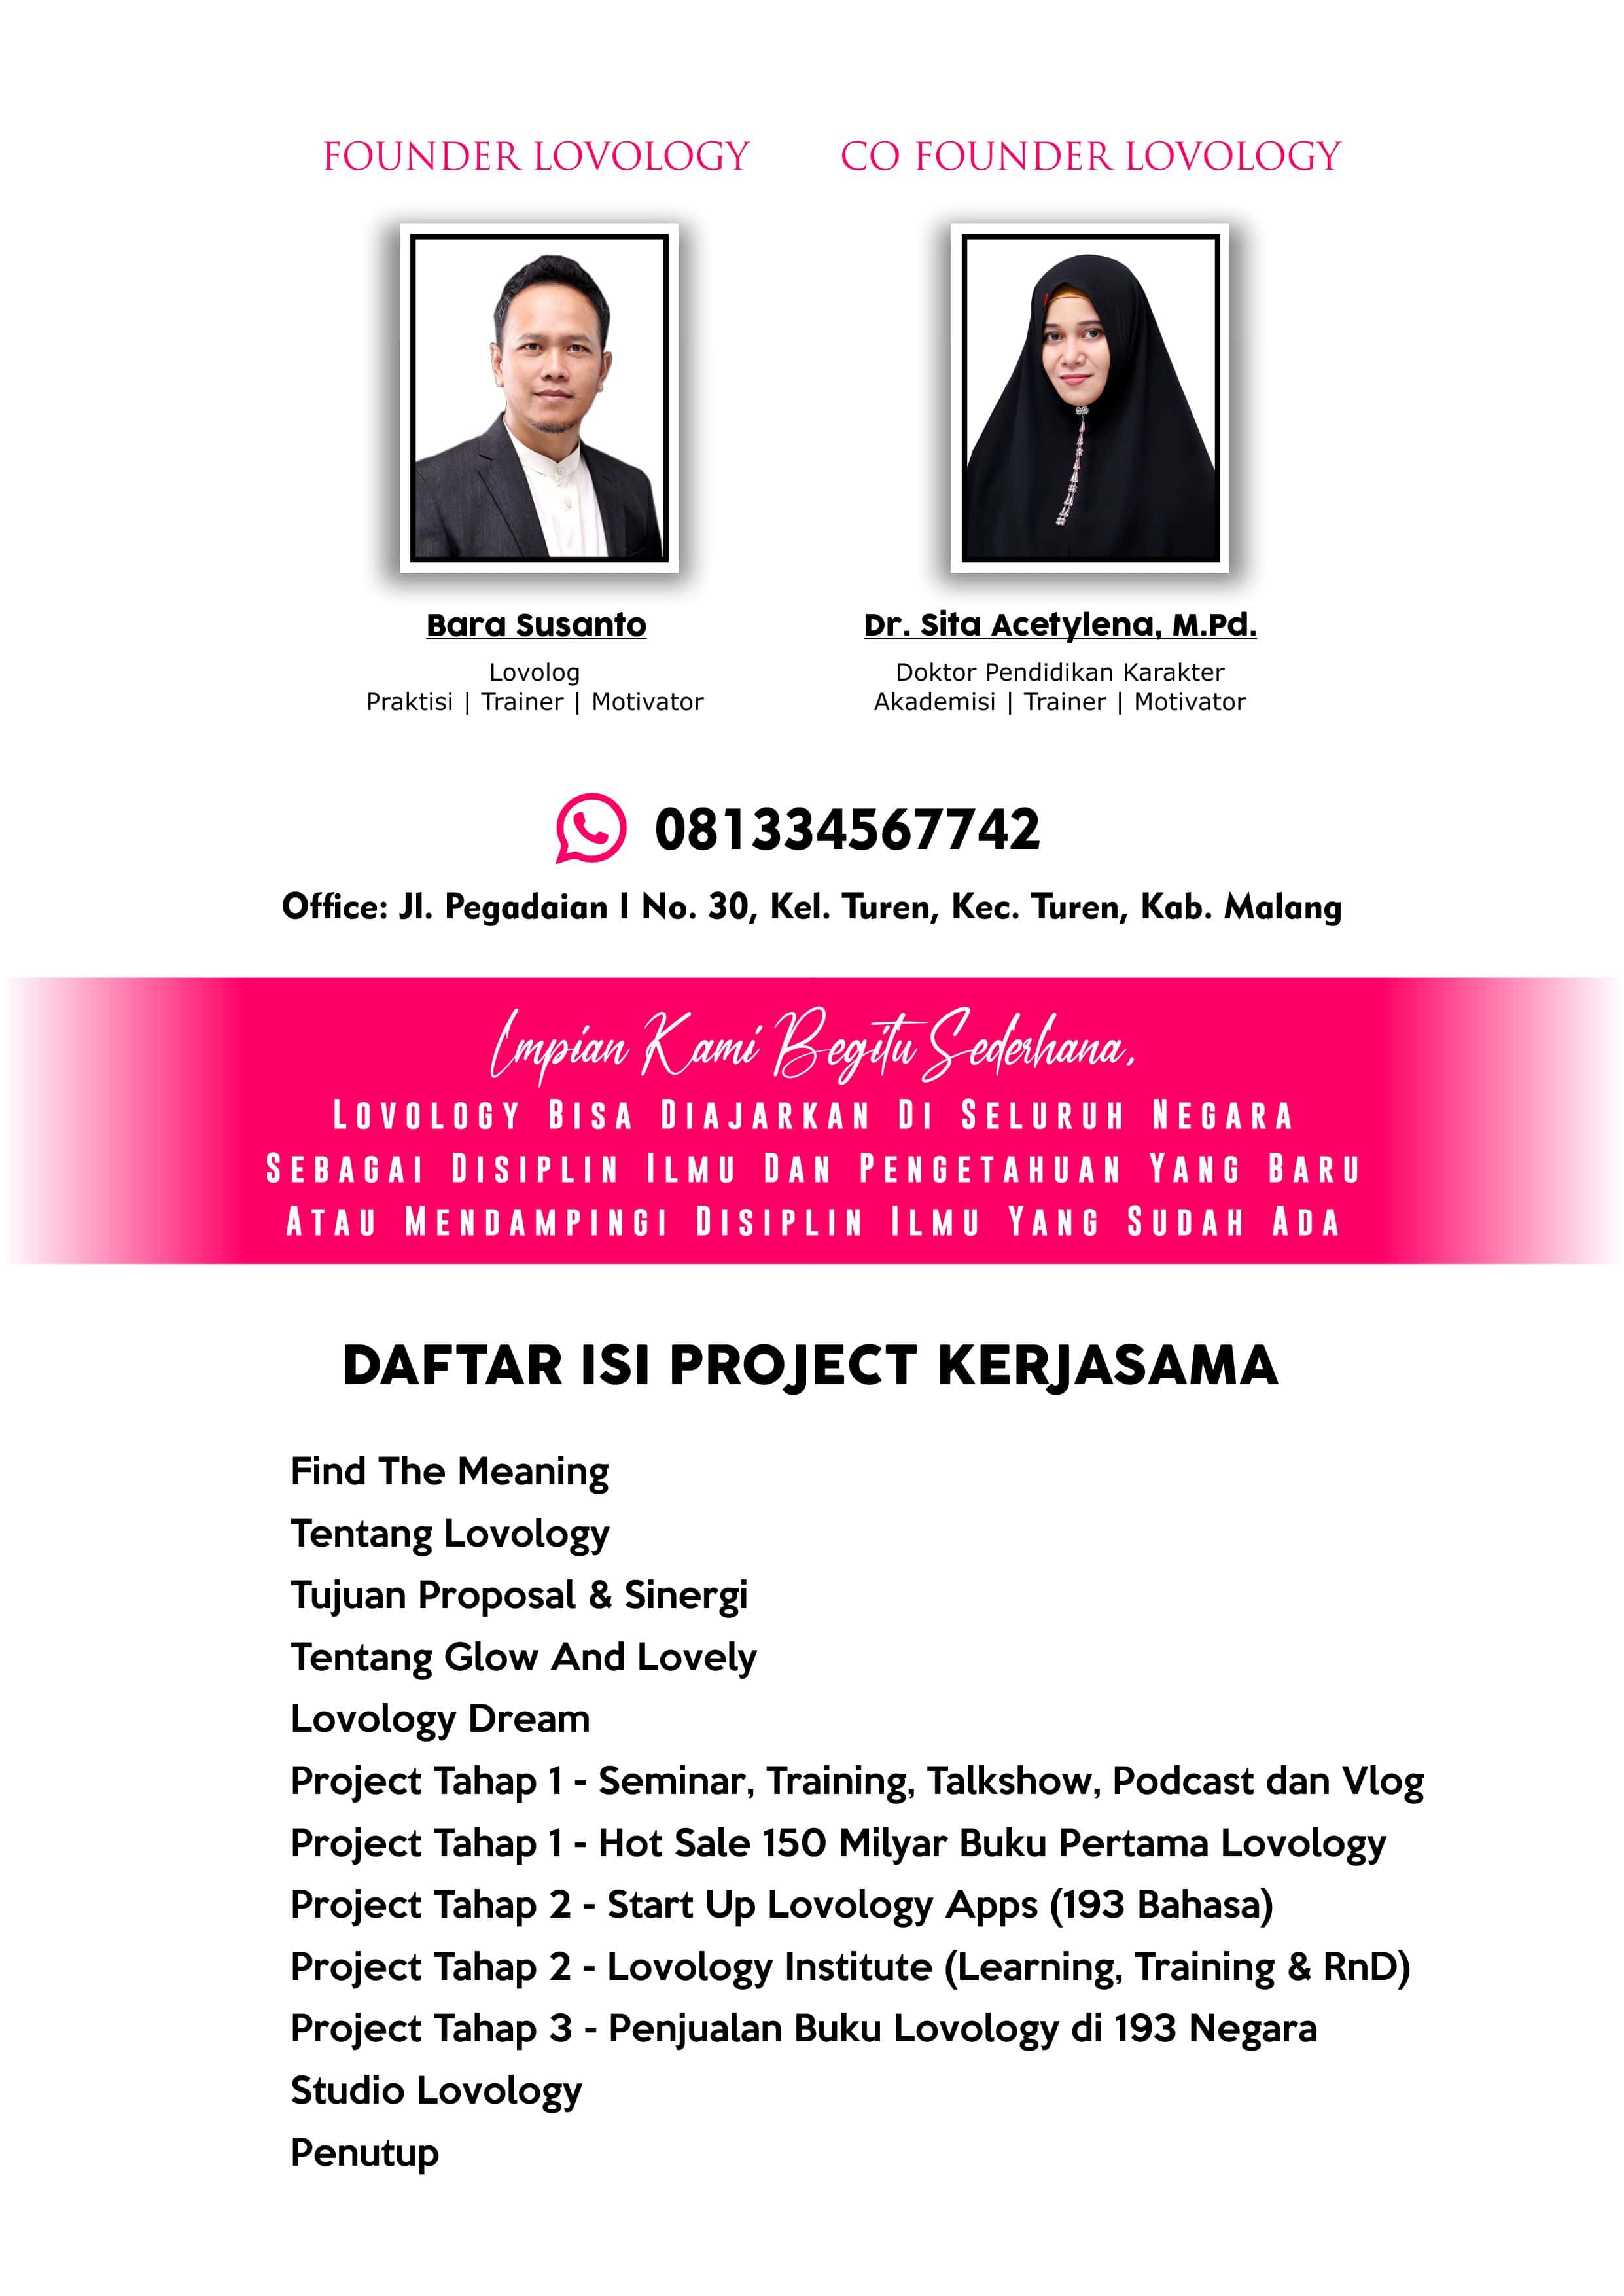 FOUNDER LOVOLOGY
CO FOUNDER LOVOLOGY
Bara Susanto
Lovolog
Praktisi | Trainer | Motivator
Dr. Sita Acetylena, M.Pd.
Doktor Pendidikan Karakter
Akademisi | Trainer | Motivator
081334567742
Office: Jl. Pegadaian I No. 30, Kel. Turen, Kec. Turen, Kab. Malang
Impian Kami Begitu Sederhana,
Lovology Bisa Diajarkan Di Seluruh Negara
Sebagai Disiplin Ilmu Dan Pengetahuan Yang Baru
Atau Mendampingi Disiplin Ilmu Yang Sudah Ada
DAFTAR ISI PROJECT KERJASAMA
Find The Meaning
Tentang Lovology
Tujuan Proposal & Sinergi
Tentang Glow And Lovely
Lovology Dream
Project Tahap 1 - Seminar, Training, Talkshow, Podcast dan Vlog
Project Tahap 1 - Hot Sale 150 Milyar Buku Pertama Lovology
Project Tahap 2 - Start Up Lovology Apps (193 Bahasa)
Project Tahap 2 - Lovology Institute (Learning, Training & RnD)
Project Tahap 3 - Penjualan Buku Lovology di 193 Negara
Studio Lovology
Penutup